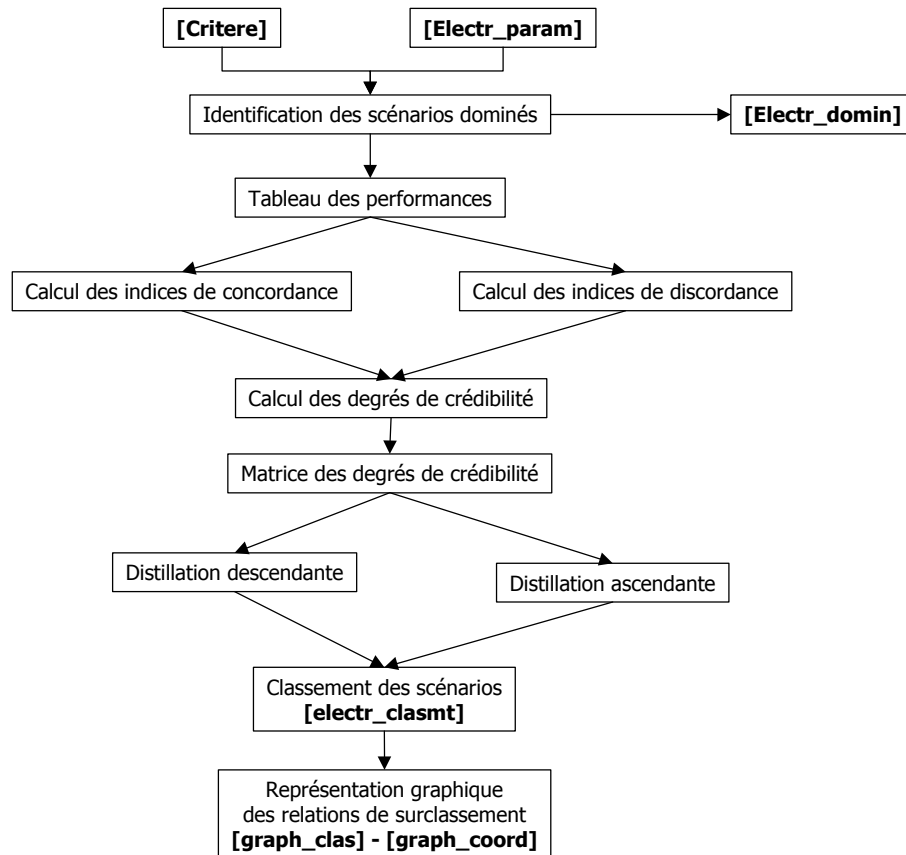 [Critere]
[Electr_param]
Identification des scénarios dominés
[Electr_domin]
Tableau des performances
Calcul des indices de concordance
Calcul des indices de discordance
Calcul des degrés de crédibilité
Matrice des degrés de crédibilité
Distillation descendante
Distillation ascendante
Classement des scénarios
[electr_clasmt]
Représentation graphique
des relations de surclassement
[graph_clas] - [graph_coord]